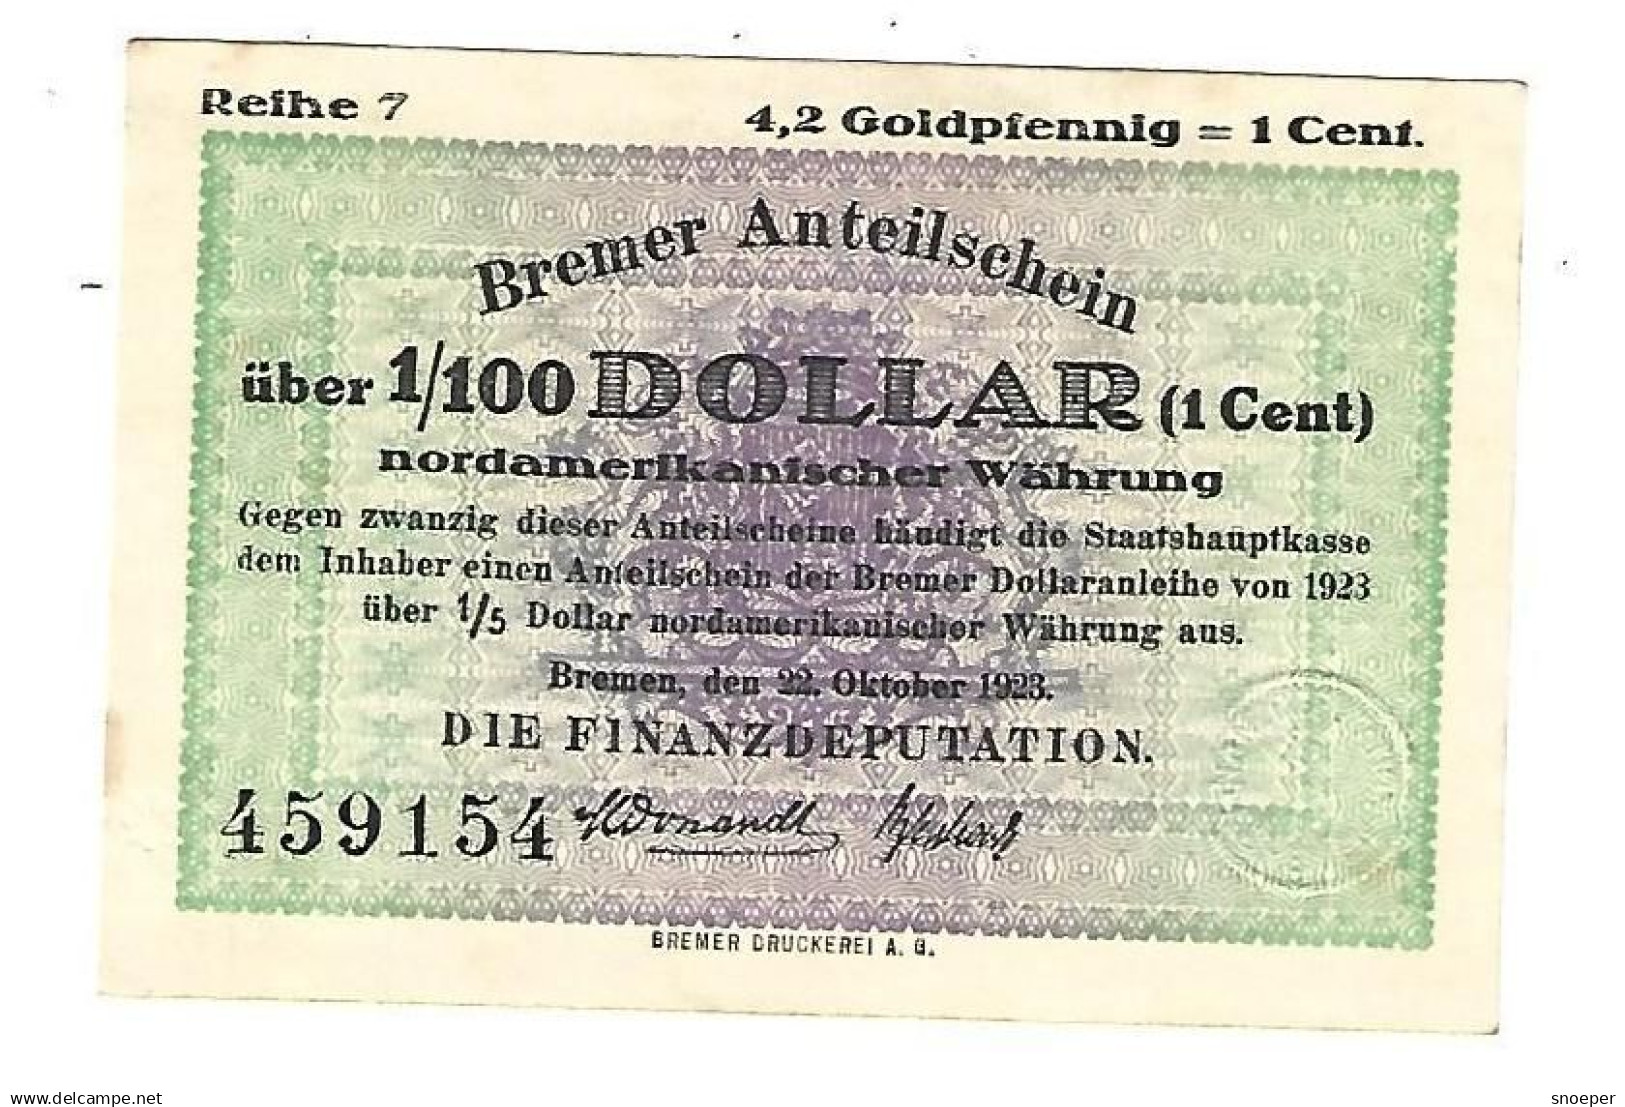 Reihe 7
4,2 Goldpfennig = 1 Cent.
Bremer Anteilschein
über 1/100 DOLLAR (1 Cent)
nordamerikanischer Währung
Gegen zwanzig dieser Anteilscheine händigt die Staatshauptkasse
dem Inhaber einen Anteilschein der Bremer Dollaranleihe von 1923
über 1/5 Dollar nordamerikanischer Währung aus.
Bremen, den 22. Oktober 1923.
DIE FINANZDEPUTATION.
459154
BREMER DRUCKEREI A. G.
delcampe.net
snoeper